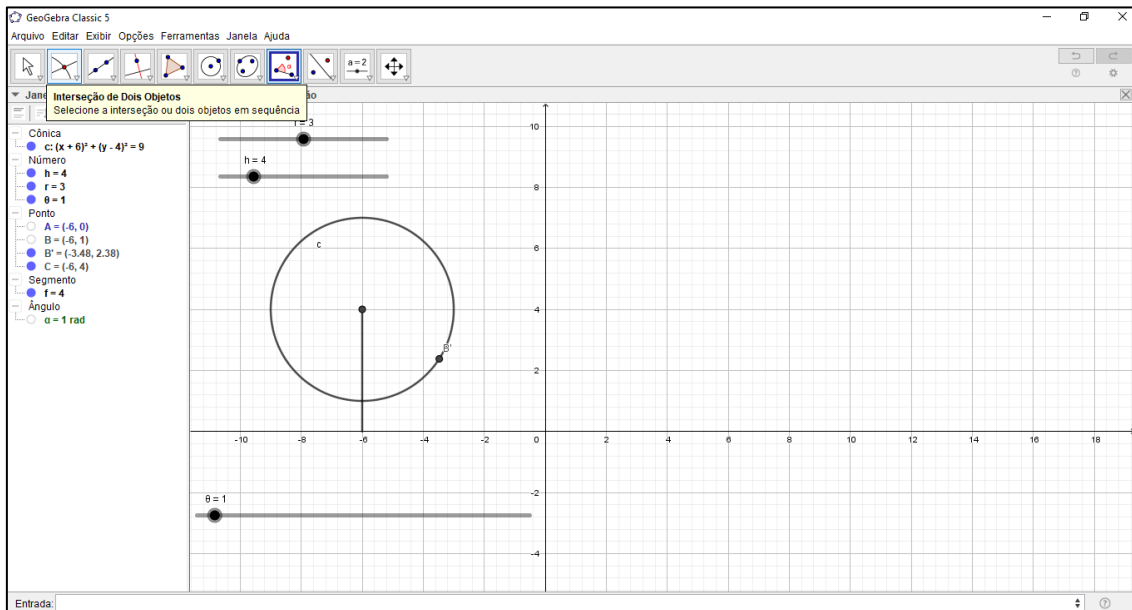 GeoGebra Classic 5
Arquivo Editar Exibir Opções Ferramentas Janela Ajuda
a = 2
Interseção de Dois Objetos
Selecione a interseção ou dois objetos em sequência
Cônica
c: (x + 6)² + (y - 4)² = 9
Número
h = 4
r = 3
θ = 1
Ponto
A = (-6, 0)
B = (-6, 1)
B' = (-3.48, 2.38)
C = (-6, 4)
Segmento
f = 4
Ângulo
α = 1 rad
h = 4
c
B'
θ = 1
10
8
6
4
2
-2
-4
-10 -8 -6 -4 -2 0 2 4 6 8 10 12 14 16 18
Entrada: